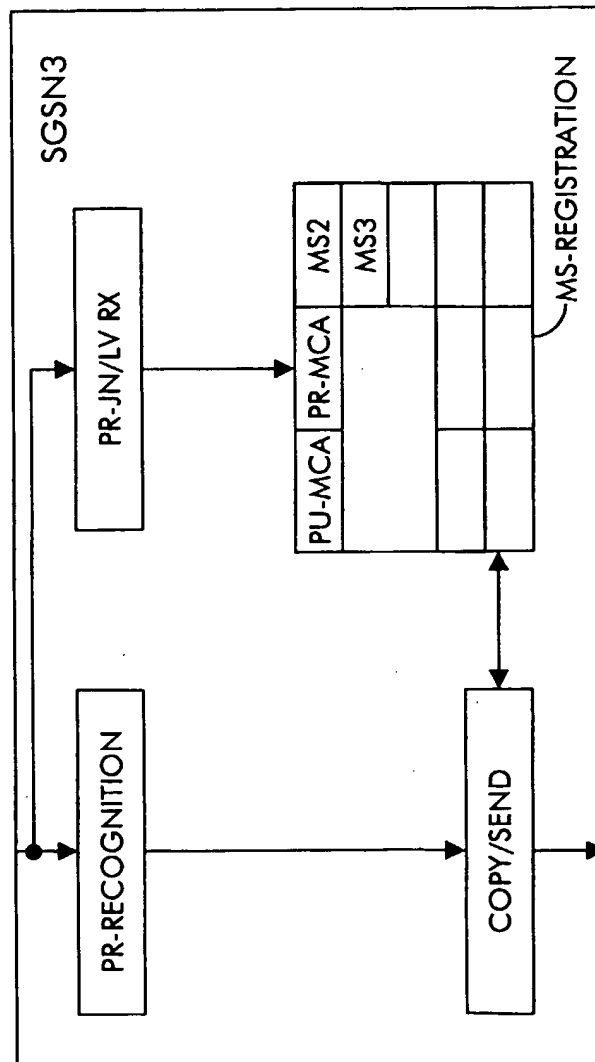 SGSN3
PR-RECOGNITION
PR-JN/LV RX
PU-MCA
PR-MCA
MS2
MS3
COPY/SEND
MS-REGISTRATION